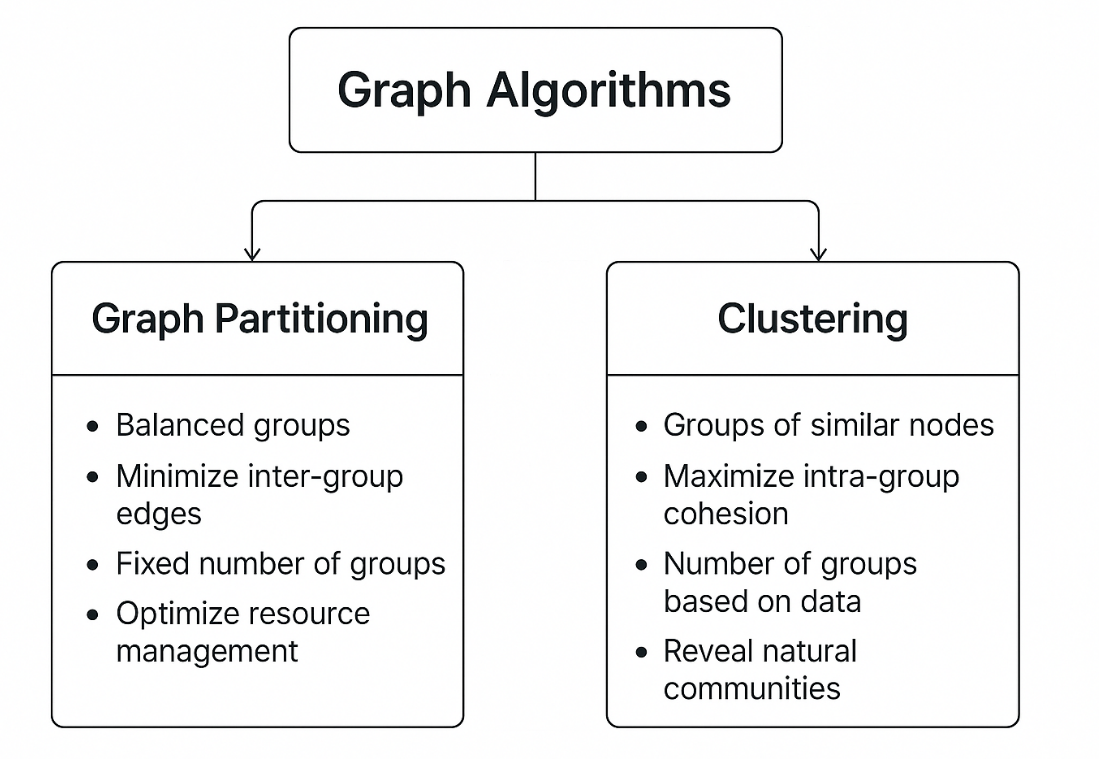 Graph Algorithms
Graph Partitioning
• Balanced groups
• Minimize inter-group
edges
• Fixed number of groups
• Optimize resource
management
Clustering
• Groups of similar nodes
• Maximize intra-group
cohesion
• Number of groups
based on data
• Reveal natural
communities